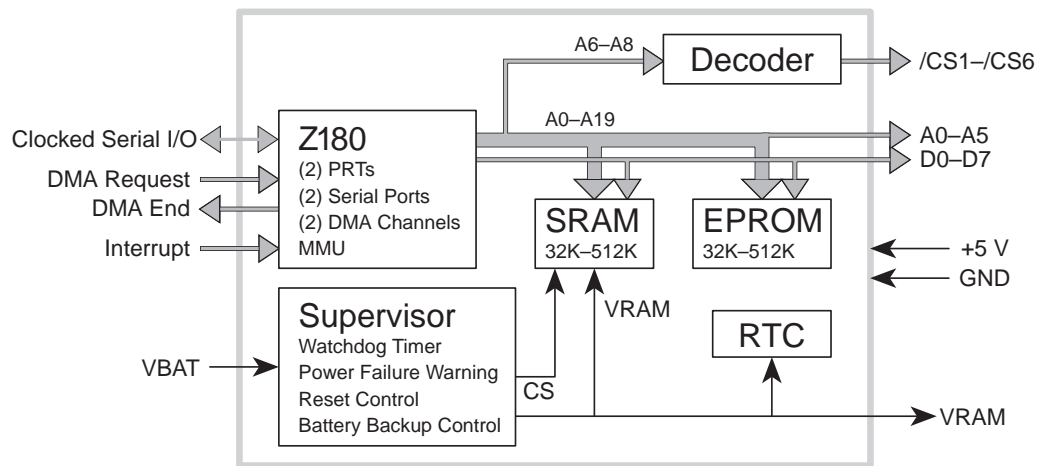 A6–A8
Decoder
/CS1–/CS6
A0–A19
Clocked Serial I/O
Z180
(2) PRTs
(2) Serial Ports
(2) DMA Channels
MMU
A0–A5
D0–D7
DMA Request
DMA End
Interrupt
SRAM
32K–512K
EPROM
32K–512K
+5 V
GND
Supervisor
Watchdog Timer
Power Failure Warning
Reset Control
Battery Backup Control
VRAM
RTC
VBAT
CS
VRAM